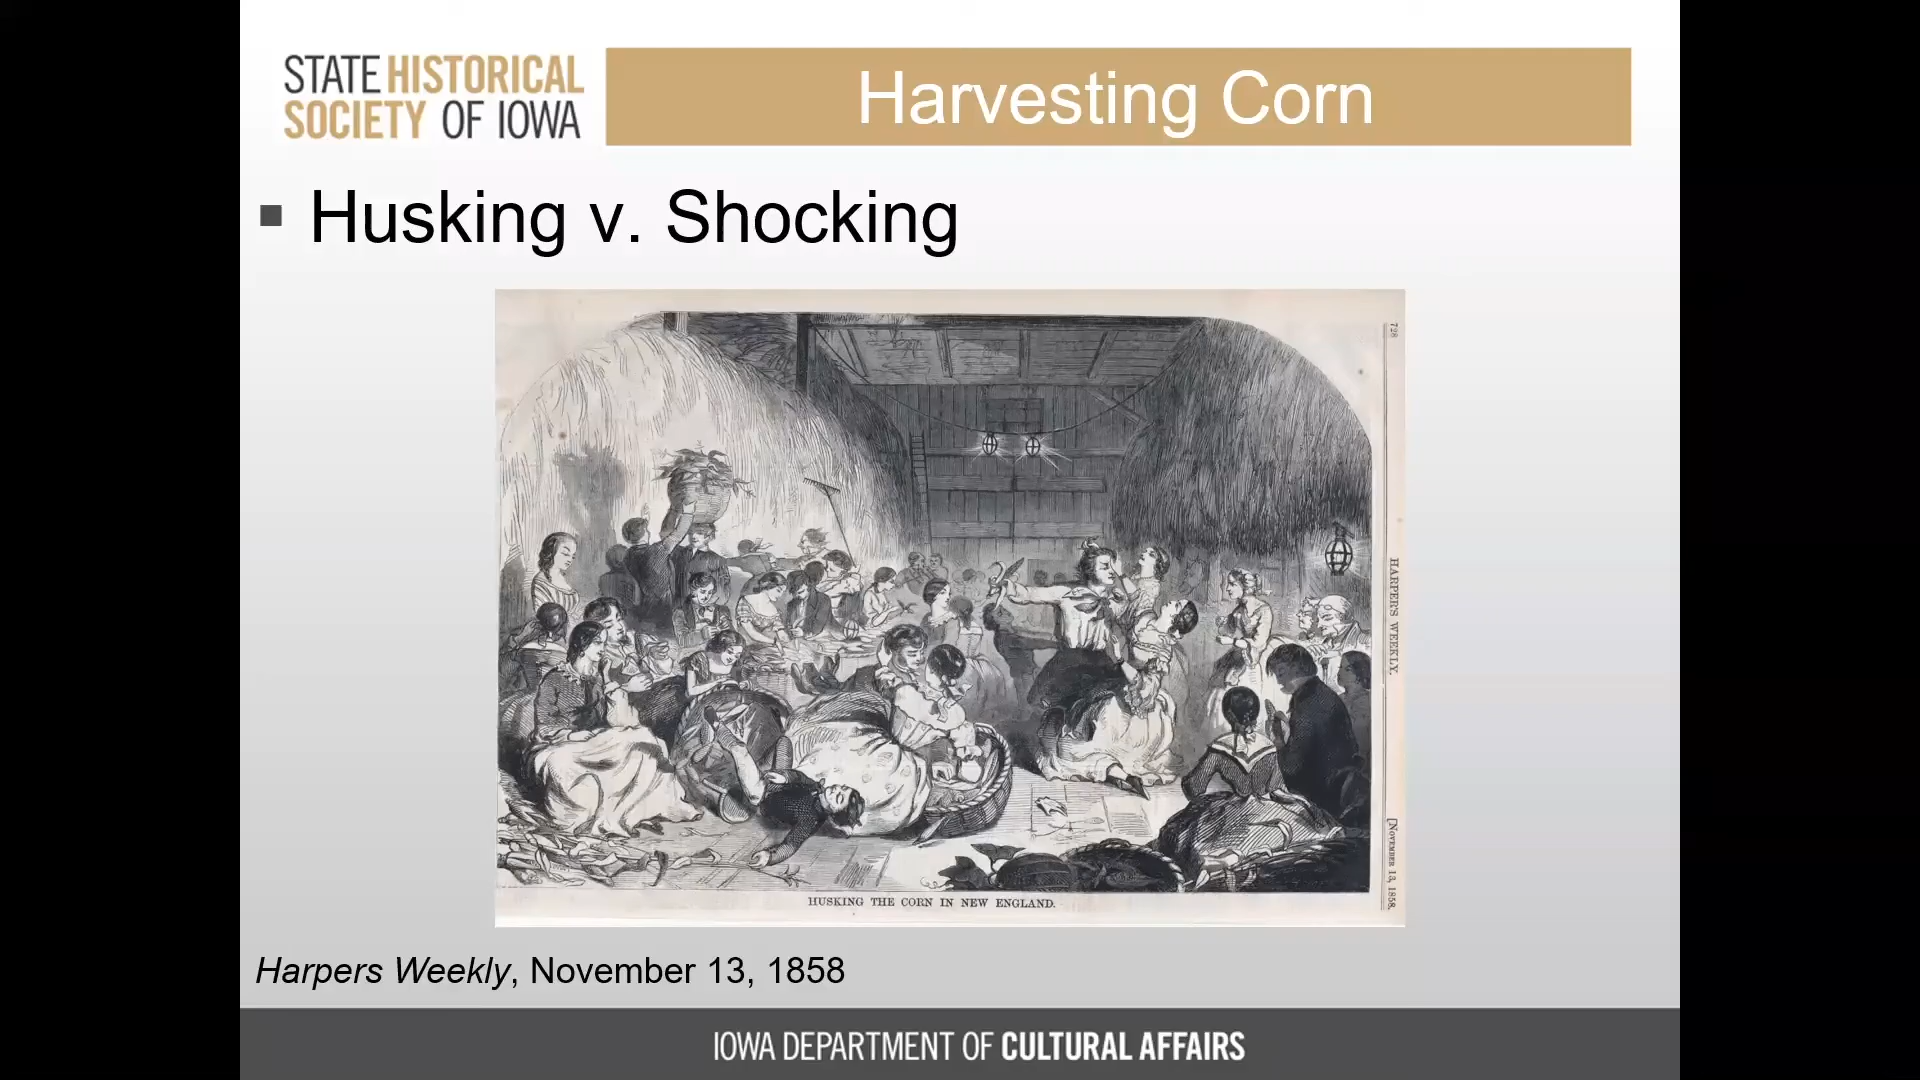 STATE HISTORICAL
SOCIETY OF IOWA
Harvesting Corn
Husking v. Shocking
728
HARPER'S WEEKLY.
[NOVEMBER 13, 1858.
HUSKING THE CORN IN NEW ENGLAND.
Harpers Weekly, November 13, 1858
IOWA DEPARTMENT OF CULTURAL AFFAIRS